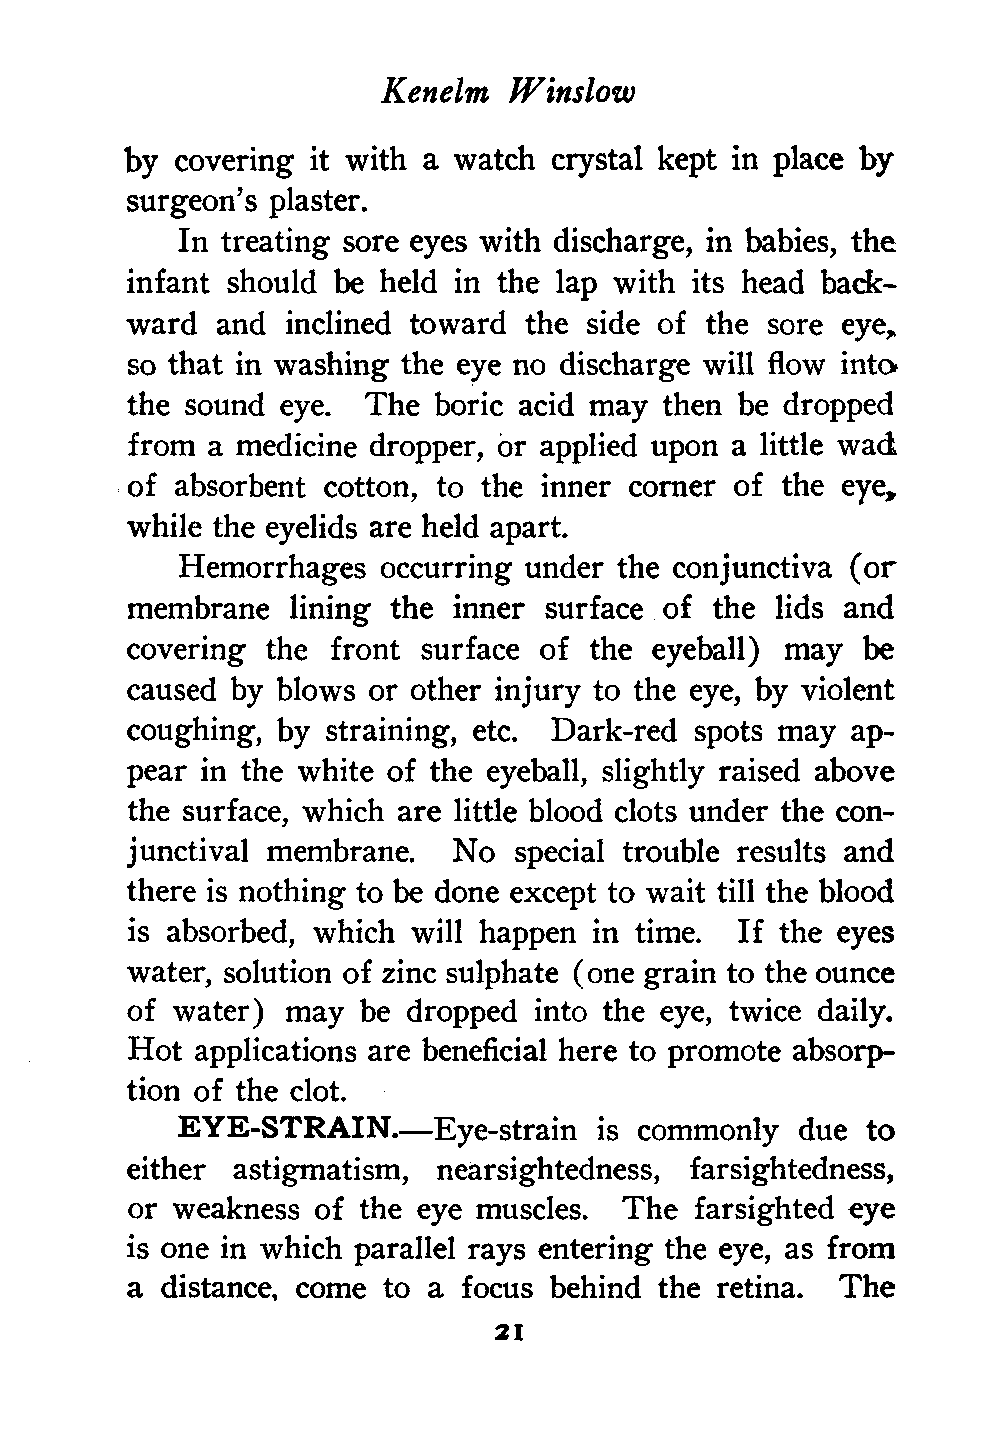 Kenelm Winslow
by covering it with a watch crystal kept in place by
surgeon's plaster.
In treating sore eyes with discharge, in babies, the
infant should be held in the lap with its head back-
ward and inclined toward the side of the sore eye,
so that in washing the eye no discharge will flow into
the sound eye. The boric acid may then be dropped
from a medicine dropper, or applied upon a little wad
of absorbent cotton, to the inner corner of the eye,
while the eyelids are held apart.
Hemorrhages occurring under the conjunctiva (or
membrane lining the inner surface of the lids and
covering the front surface of the eyeball) may be
caused by blows or other injury to the eye, by violent
coughing, by straining, etc. Dark-red spots may ap-
pear in the white of the eyeball, slightly raised above
the surface, which are little blood clots under the con-
junctival membrane. No special trouble results and
there is nothing to be done except to wait till the blood
is absorbed, which will happen in time. If the eyes
water, solution of zinc sulphate (one grain to the ounce
of water) may be dropped into the eye, twice daily.
Hot applications are beneficial here to promote absorp-
tion of the clot.
EYE-STRAIN.—Eye-strain is commonly due to
either astigmatism, nearsightedness, farsightedness,
or weakness of the eye muscles. The farsighted eye
is one in which parallel rays entering the eye, as from
a distance, come to a focus behind the retina. The
21